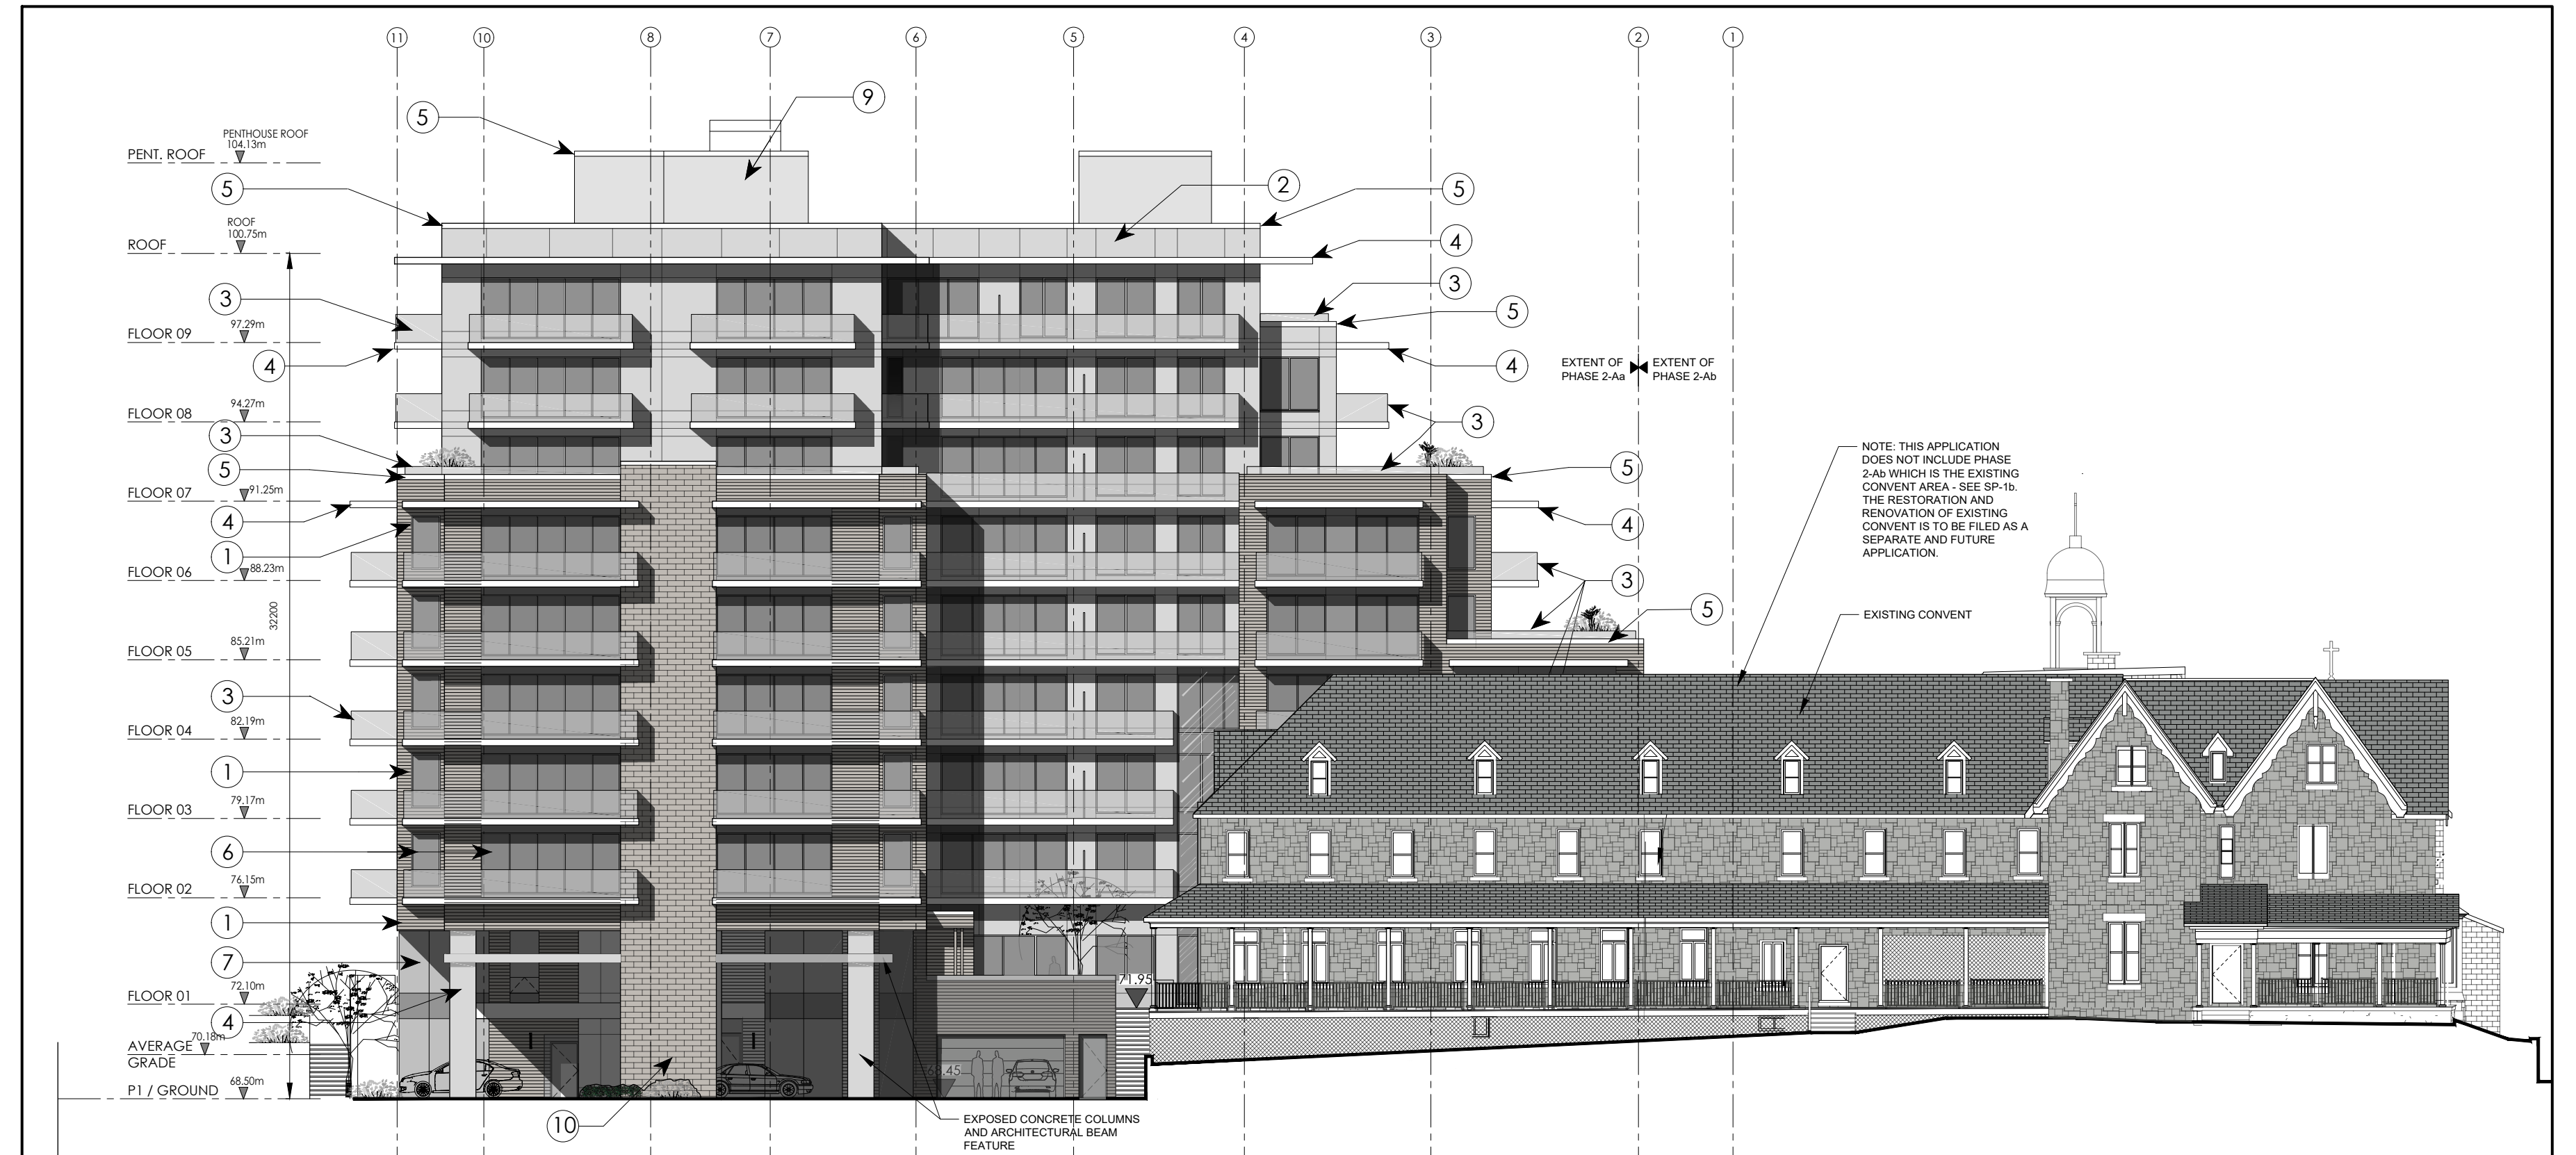 11 10 8 7 6 5 4 3 2 1
9
5
PENTHOUSE ROOF
104.13m
PENT. ROOF
5
2
5
ROOF
100.75m
ROOF
4
3
3
5
FLOOR 09
97.29m
4
4
EXTENT OF
PHASE 2-Aa
EXTENT OF
PHASE 2-Ab
FLOOR 08
94.27m
3
3
5
5
FLOOR 07
91.25m
4
4
1
NOTE: THIS APPLICATION
DOES NOT INCLUDE PHASE
2-Ab WHICH IS THE EXISTING
CONVENT AREA - SEE SP-1b.
THE RESTORATION AND
RENOVATION OF EXISTING
CONVENT IS TO BE FILED AS A
SEPARATE AND FUTURE
APPLICATION.
FLOOR 06
88.23m
3
5
32200
EXISTING CONVENT
FLOOR 05
85.21m
3
FLOOR 04
82.19m
1
FLOOR 03
79.17m
6
FLOOR 02
76.15m
1
7
71.95
FLOOR 01
72.10m
4
AVERAGE
GRADE
70.18m
P1 / GROUND
68.50m
68.45
10
EXPOSED CONCRETE COLUMNS
AND ARCHITECTURAL BEAM
FEATURE